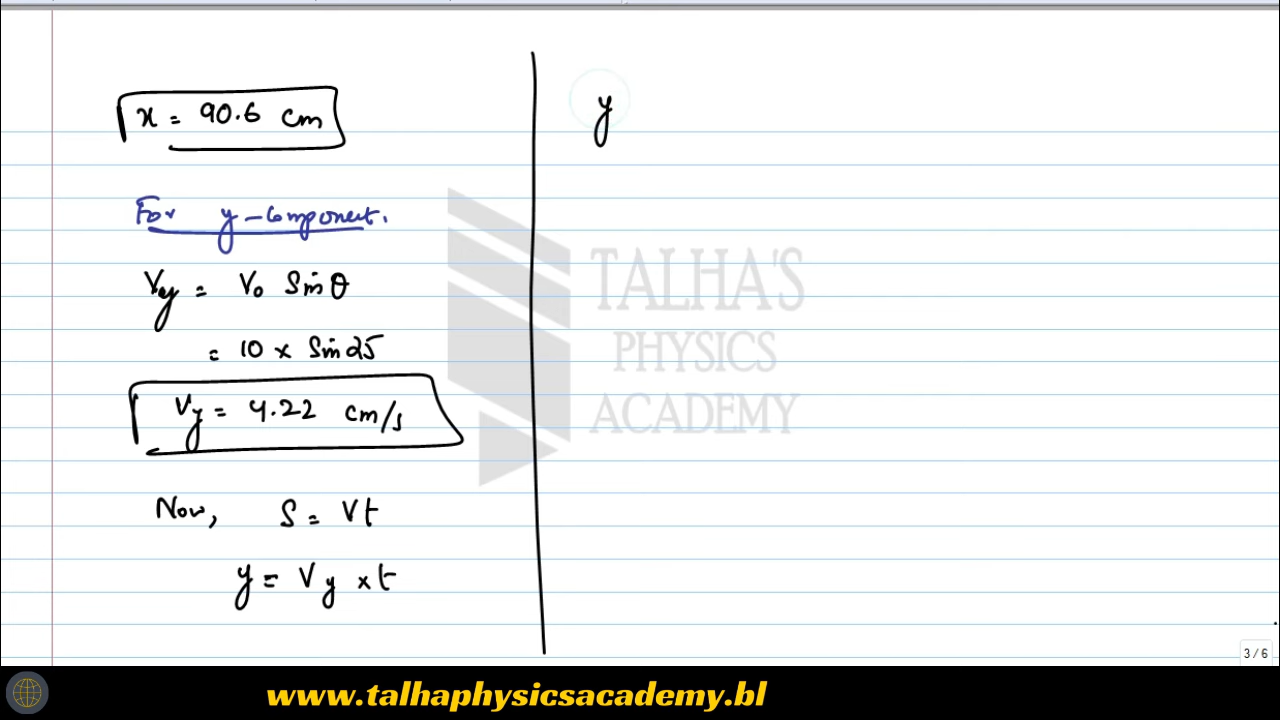 x = 90.6 cm
For y-component.
Vy = V₀ Sinθ
= 10 × Sin25
Vy = 4.22 cm/s
Now, S = Vt
y = Vy × t
y
TALHA'S
PHYSICS
ACADEMY
3 / 6
www.talhaphysicsacademy.bl